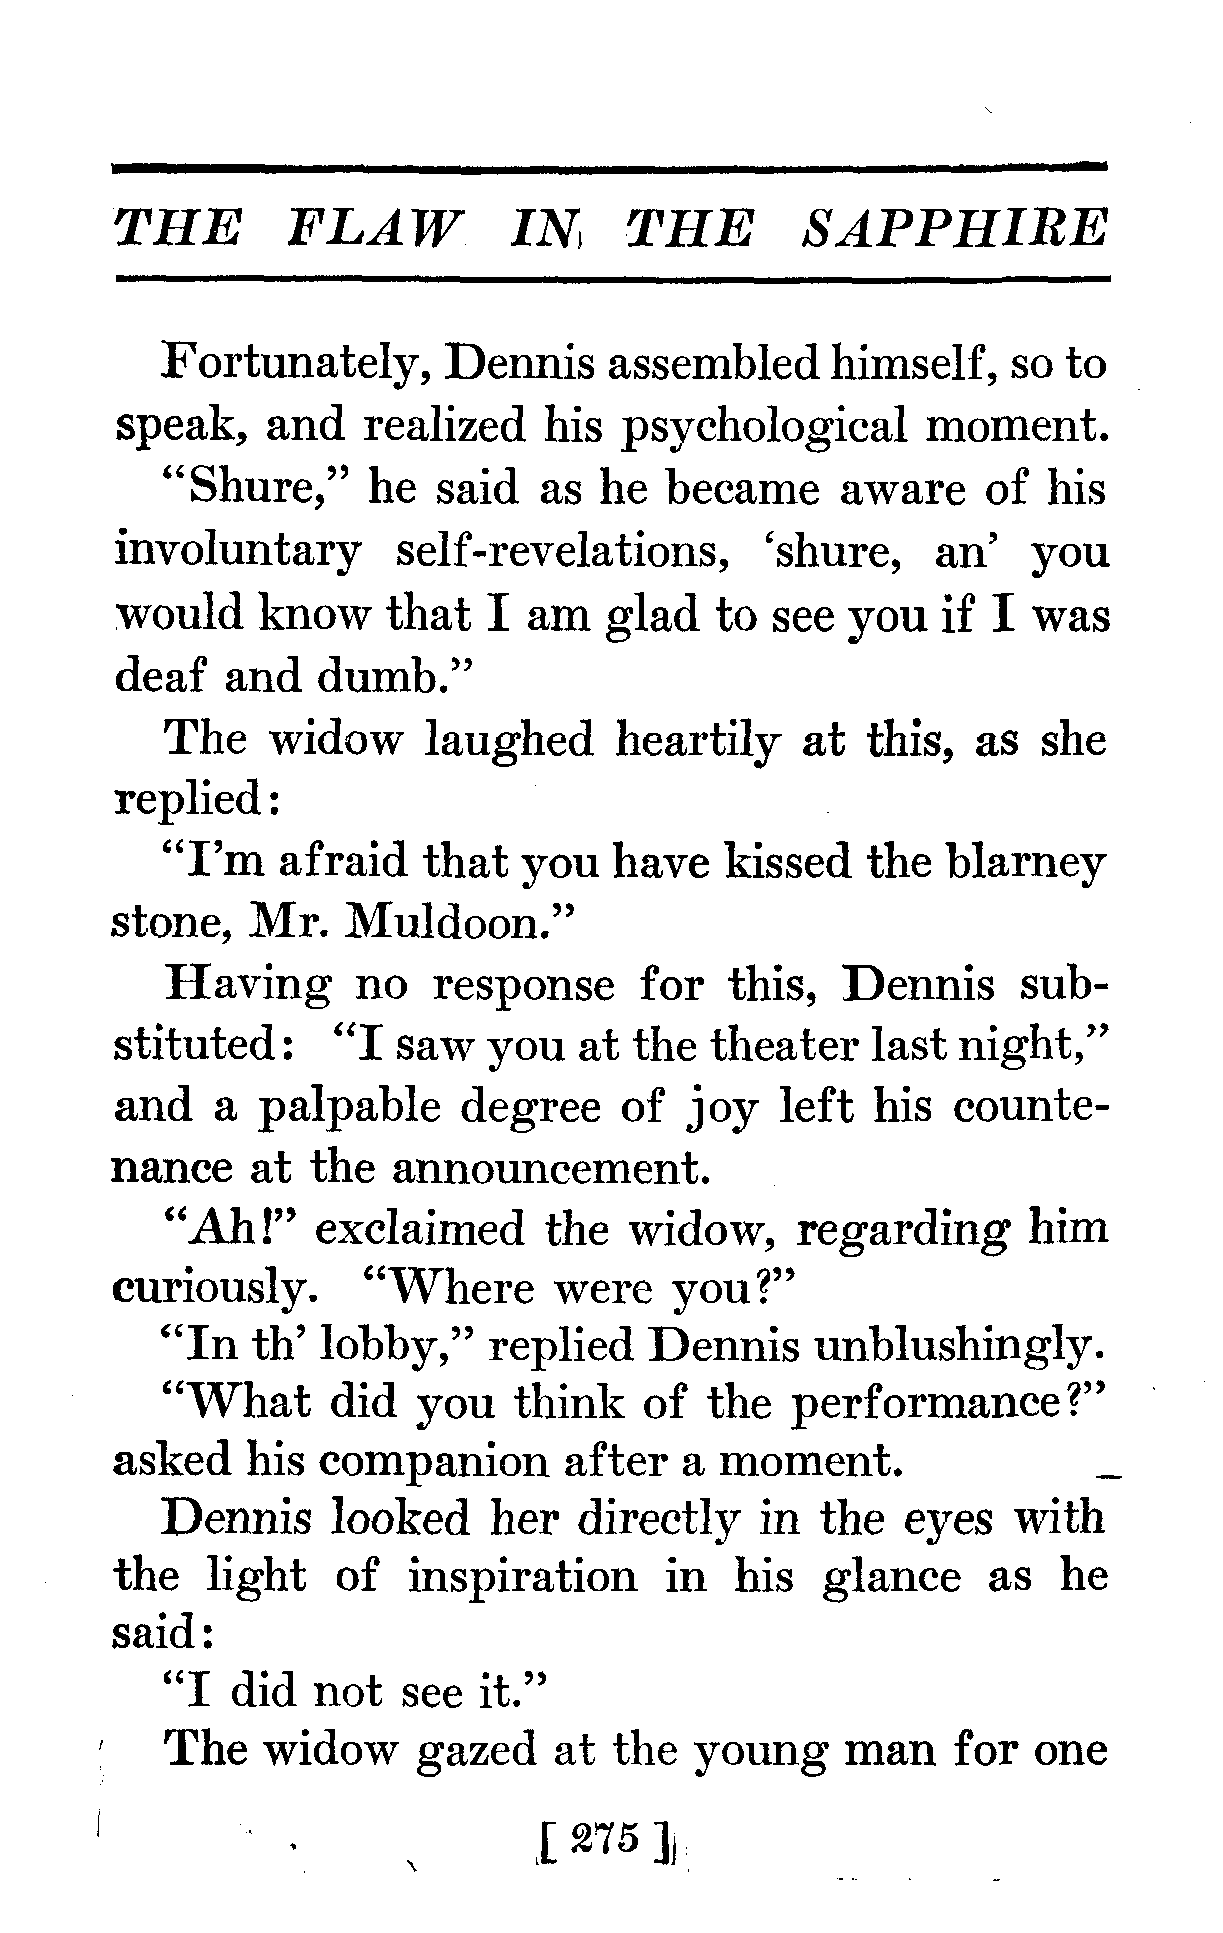 THE FLAW IN THE SAPPHIRE
Fortunately, Dennis assembled himself, so to
speak, and realized his psychological moment.
“Shure,” he said as he became aware of his
involuntary self-revelations, ‘shure, an’ you
would know that I am glad to see you if I was
deaf and dumb.”
The widow laughed heartily at this, as she
replied:
“I’m afraid that you have kissed the blarney
stone, Mr. Muldoon.”
Having no response for this, Dennis sub-
stituted: “I saw you at the theater last night,”
and a palpable degree of joy left his counte-
nance at the announcement.
“Ah!” exclaimed the widow, regarding him
curiously. “Where were you?”
“In th’ lobby,” replied Dennis unblushingly.
“What did you think of the performance?”
asked his companion after a moment.
Dennis looked her directly in the eyes with
the light of inspiration in his glance as he
said:
“I did not see it.”
The widow gazed at the young man for one
[ 275 ]